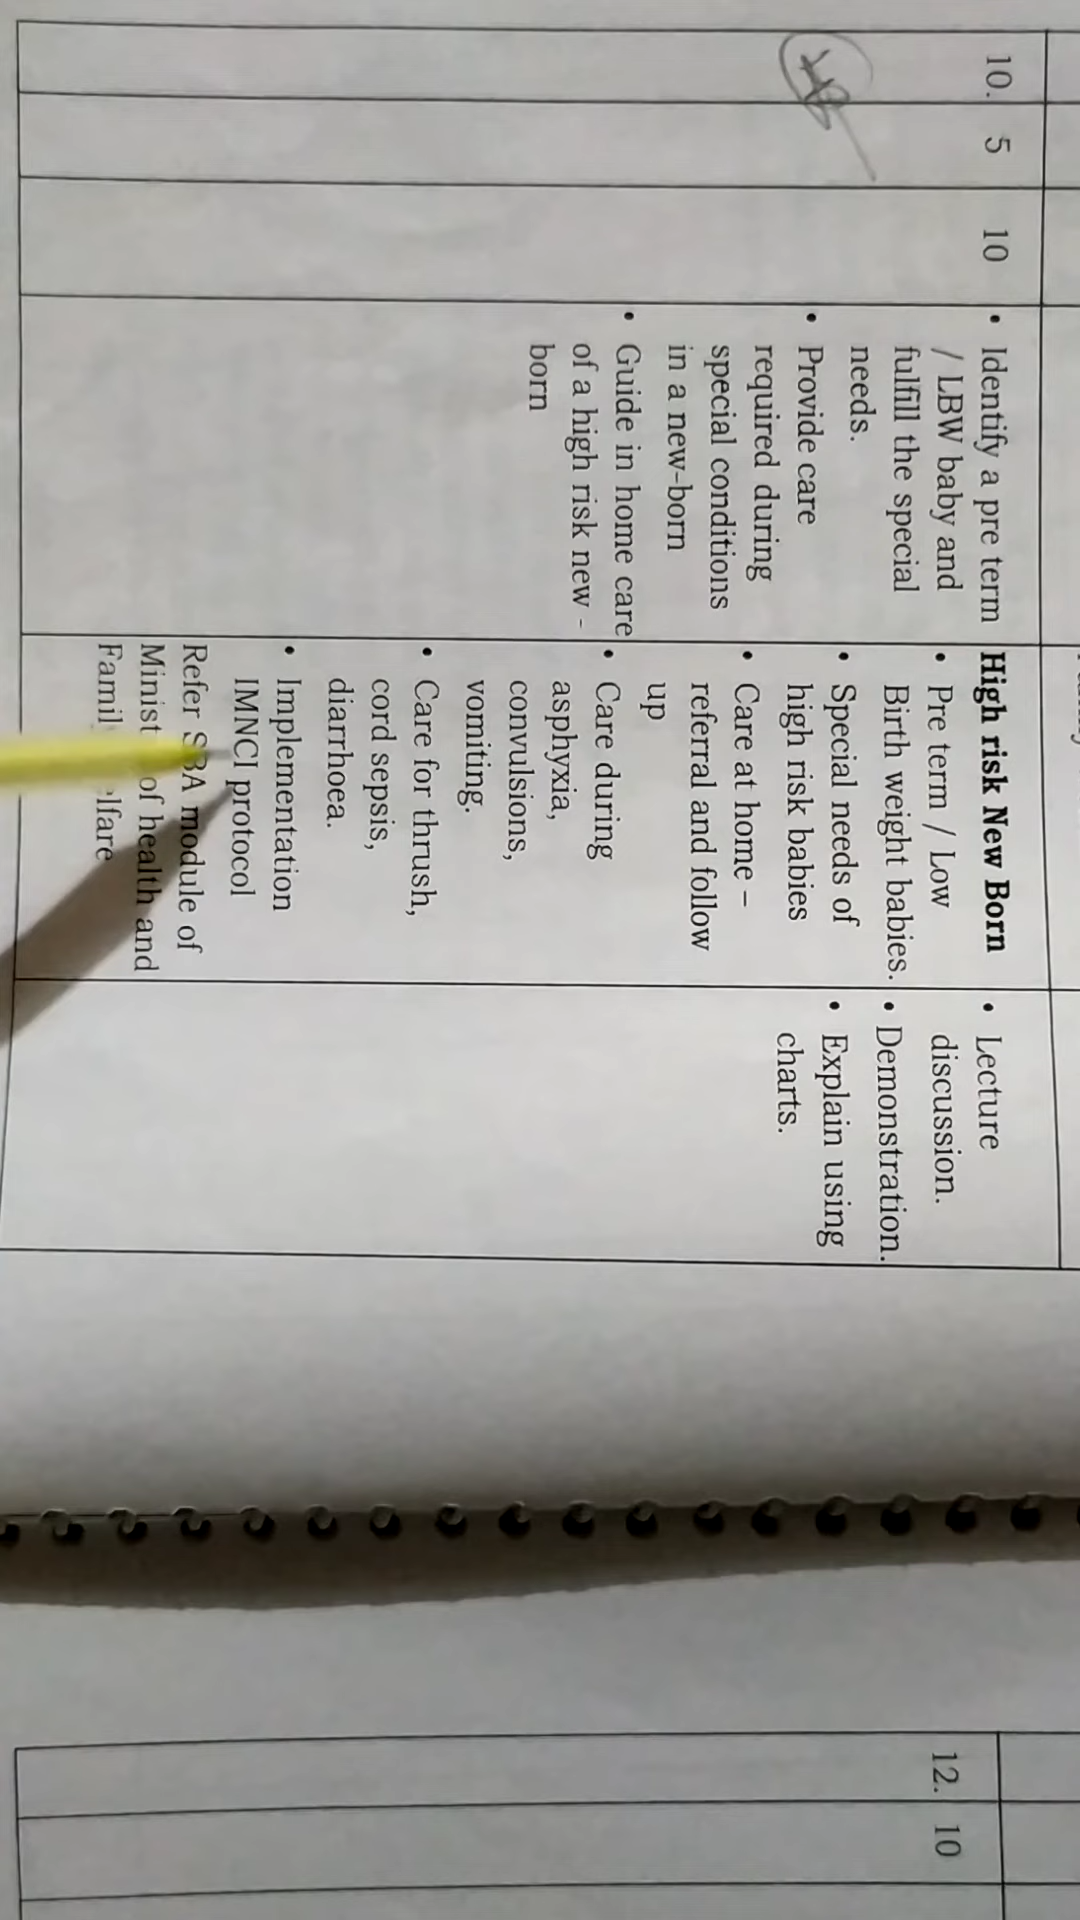 10.
5
10
• Identify a pre term
/ LBW baby and
fulfill the special
needs.
• Provide care
required during
special conditions
in a new-born
• Guide in home care
of a high risk new -
born
High risk New Born
• Pre term / Low
Birth weight babies.
• Special needs of
high risk babies
• Care at home –
referral and follow
up
• Care during
asphyxia,
convulsions,
vomiting.
• Care for thrush,
cord sepsis,
diarrhoea.
• Implementation
IMNCI protocol
Refer SBA module of
of health and
• Lecture
discussion.
• Demonstration.
• Explain using
charts.
12.
10